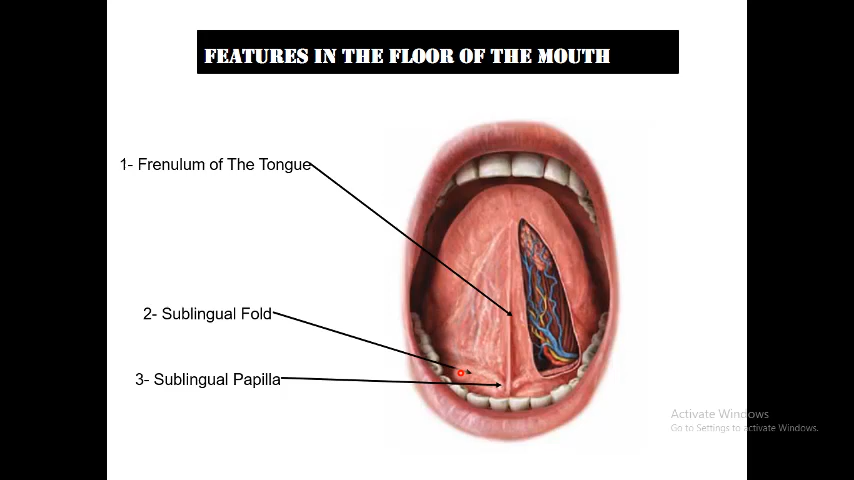 FEATURES IN THE FLOOR OF THE MOUTH
1- Frenulum of The Tongue
2- Sublingual Fold
3- Sublingual Papilla
Activate Windows
Go to Settings to activate Windows.